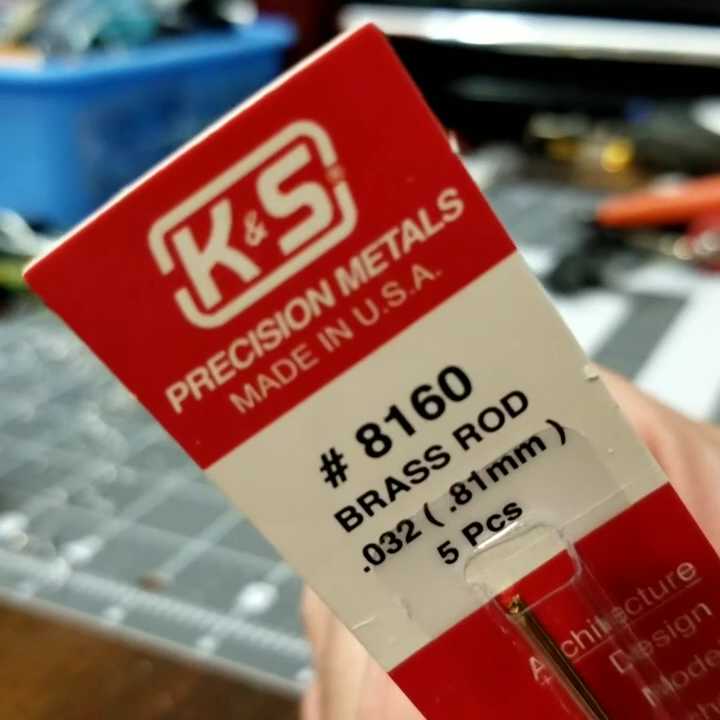 K&S
PRECISION METALS
MADE IN U.S.A.
# 8160
BRASS ROD
.032 ( .81mm )
5 Pcs
Architecture
Design